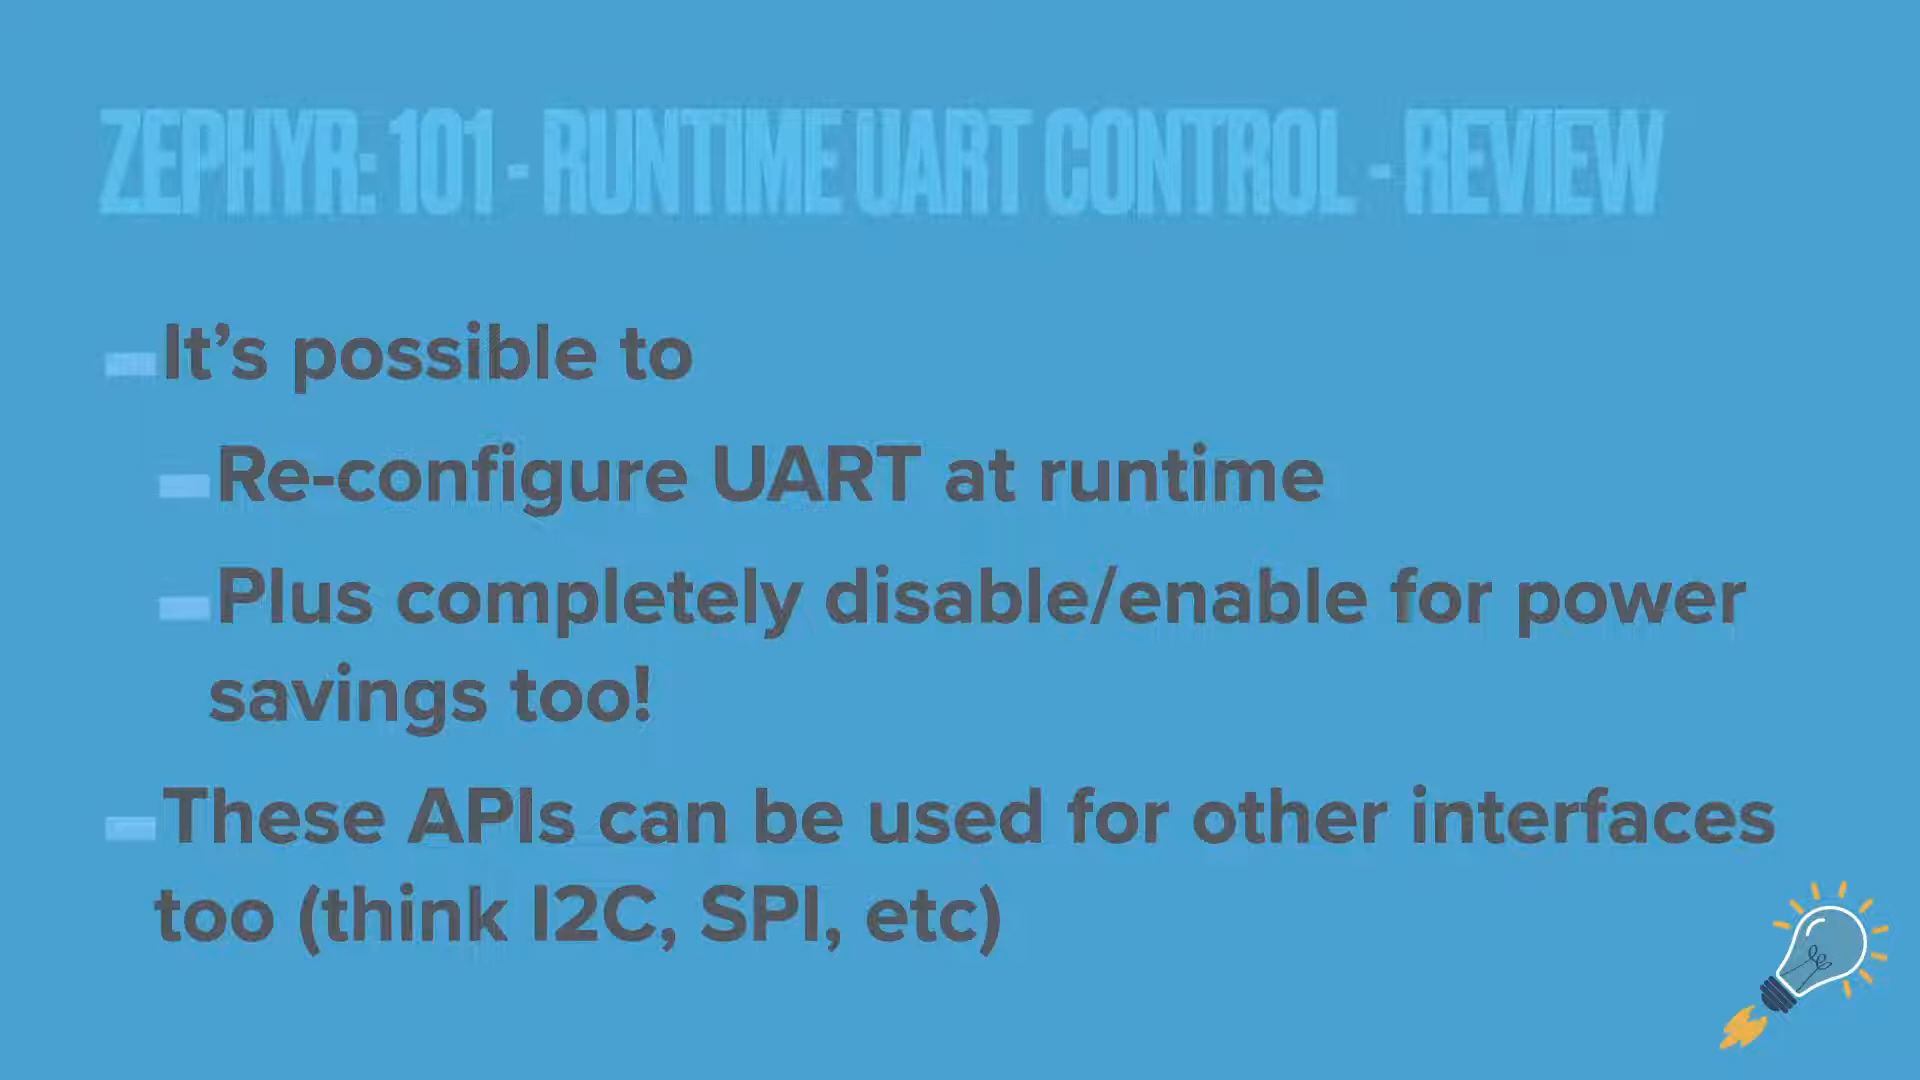 ZEPHYR: 101 - RUNTIME UART CONTROL - REVIEW
It’s possible to
Re-configure UART at runtime
Plus completely disable/enable for power
savings too!
These APIs can be used for other interfaces
too (think I2C, SPI, etc)